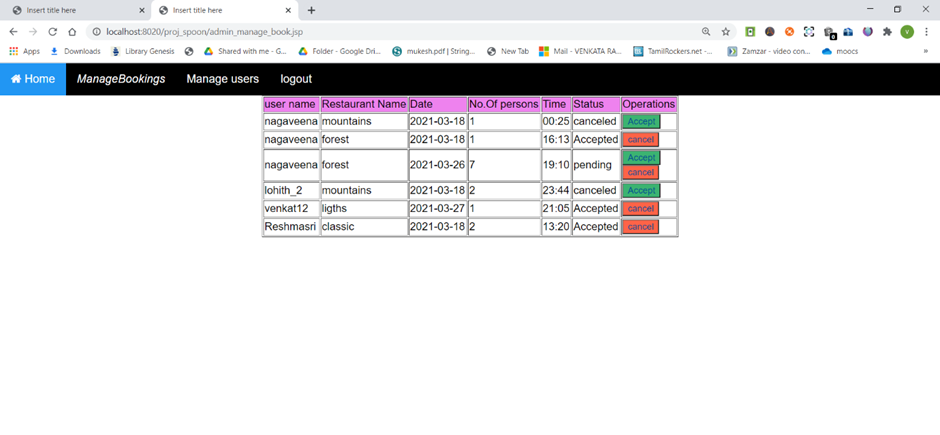 Insert title here
Insert title here
localhost:8020/proj_spoon/admin_manage_book.jsp
Apps Downloads Library Genesis Shared with me - G... Folder - Google Dri... mukesh.pdf | String... New Tab Mail - VENKATA RA... TamilRockers.net -... Zamzar - video con... moocs »
Home ManageBookings Manage users logout
user name Restaurant Name Date No.Of persons Time Status Operations
nagaveena mountains 2021-03-18 1 00:25 canceled Accept
nagaveena forest 2021-03-18 1 16:13 Accepted cancel
nagaveena forest 2021-03-26 7 19:10 pending Accept
cancel
lohith_2 mountains 2021-03-18 2 23:44 canceled Accept
venkat12 ligths 2021-03-27 1 21:05 Accepted cancel
Reshmasri classic 2021-03-18 2 13:20 Accepted cancel